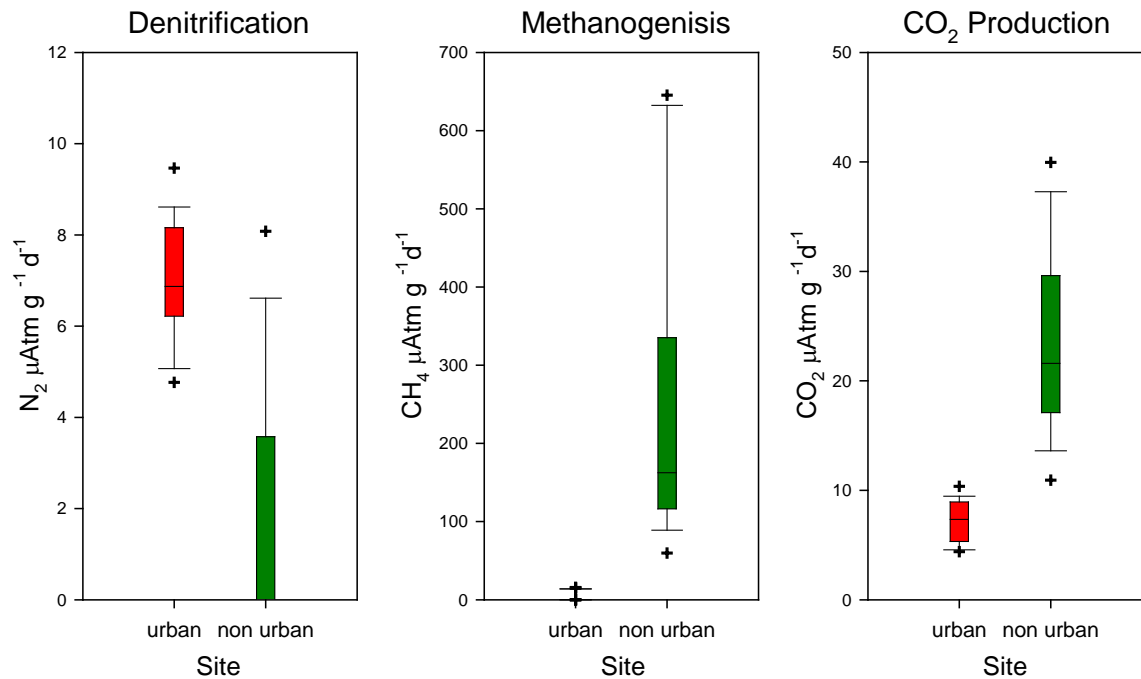 Denitrification
N2 μAtm g -1 d-1
12
10
8
6
4
2
0
urban non urban
Site
Methanogenisis
CH4 μAtm g -1d-1
700
600
500
400
300
200
100
0
urban non urban
Site
CO2 Production
CO2 μAtm g -1d-1
50
40
30
20
10
0
urban non urban
Site